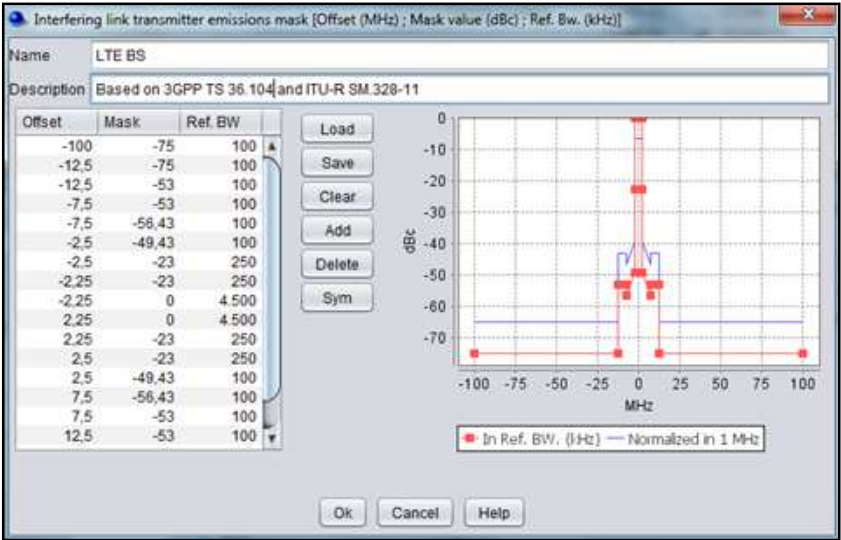 Interfering link transmitter emissions mask [Offset (MHz) ; Mask value (dBc) ; Ref. Bw. (kHz)]
Name LTE BS
Description Based on 3GPP TS 36.104 and ITU-R SM.328-11
Offset Mask Ref. BW
-100 -75 100
-12,5 -75 100
-12,5 -53 100
-7,5 -53 100
-7,5 -56,43 100
-2,5 -49,43 100
-2,5 -23 250
-2,25 -23 250
-2,25 0 4.500
2,25 0 4.500
2,25 -23 250
2,5 -23 250
2,5 -49,43 100
7,5 -56,43 100
7,5 -53 100
12,5 -53 100
Load
Save
Clear
Add
Delete
Sym
0
-10
-20
-30
-40
-50
-60
-70
dBc
-100 -75 -50 -25 0 25 50 75 100
MHz
In Ref. BW. (kHz) Normalized in 1 MHz
Ok Cancel Help